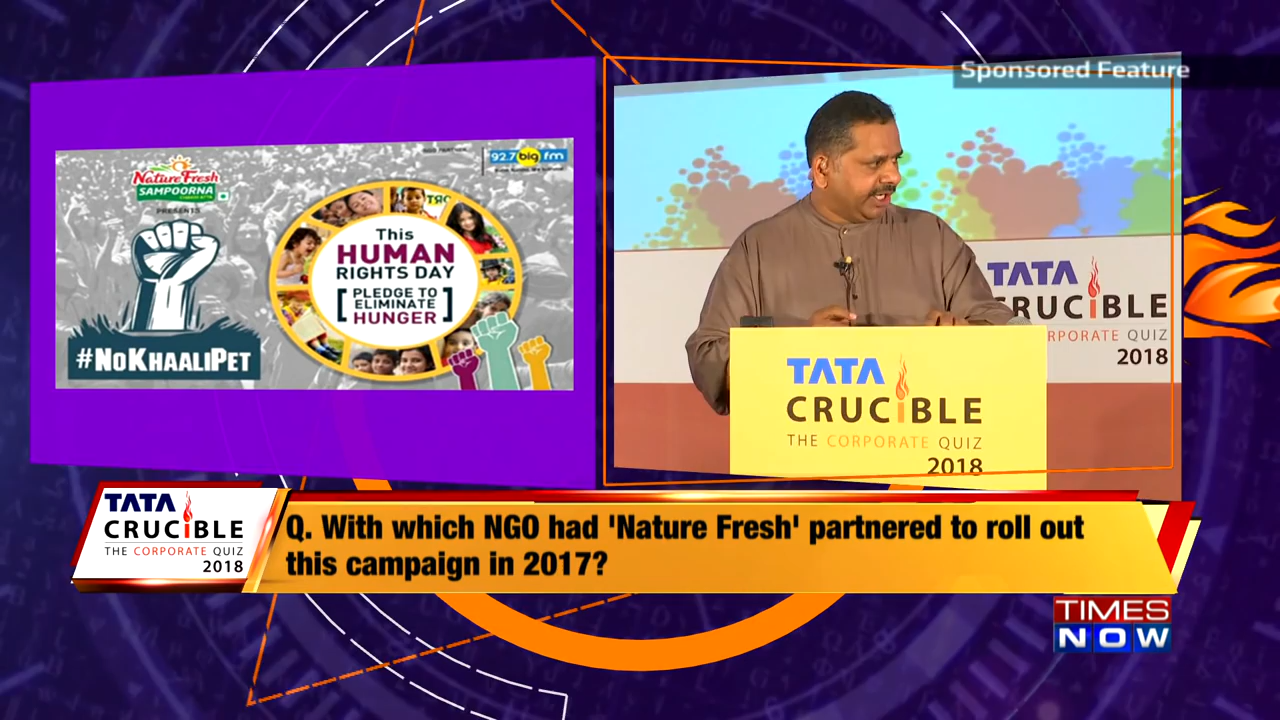 Sponsored Feature
Nature Fresh
SAMPOORNA
PRESENTS
#NOKHAALIPET
92.7 big fm
This
HUMAN
RIGHTS DAY
[PLEDGE TO
ELIMINATE
HUNGER]
TATA
CRUCIBLE
RPORATE QUIZ
2018
TATA
CRUCIBLE
THE CORPORATE QUIZ
2018
TATA
CRUCIBLE
THE CORPORATE QUIZ
2018
Q. With which NGO had 'Nature Fresh' partnered to roll out
this campaign in 2017?
TIMES
NOW